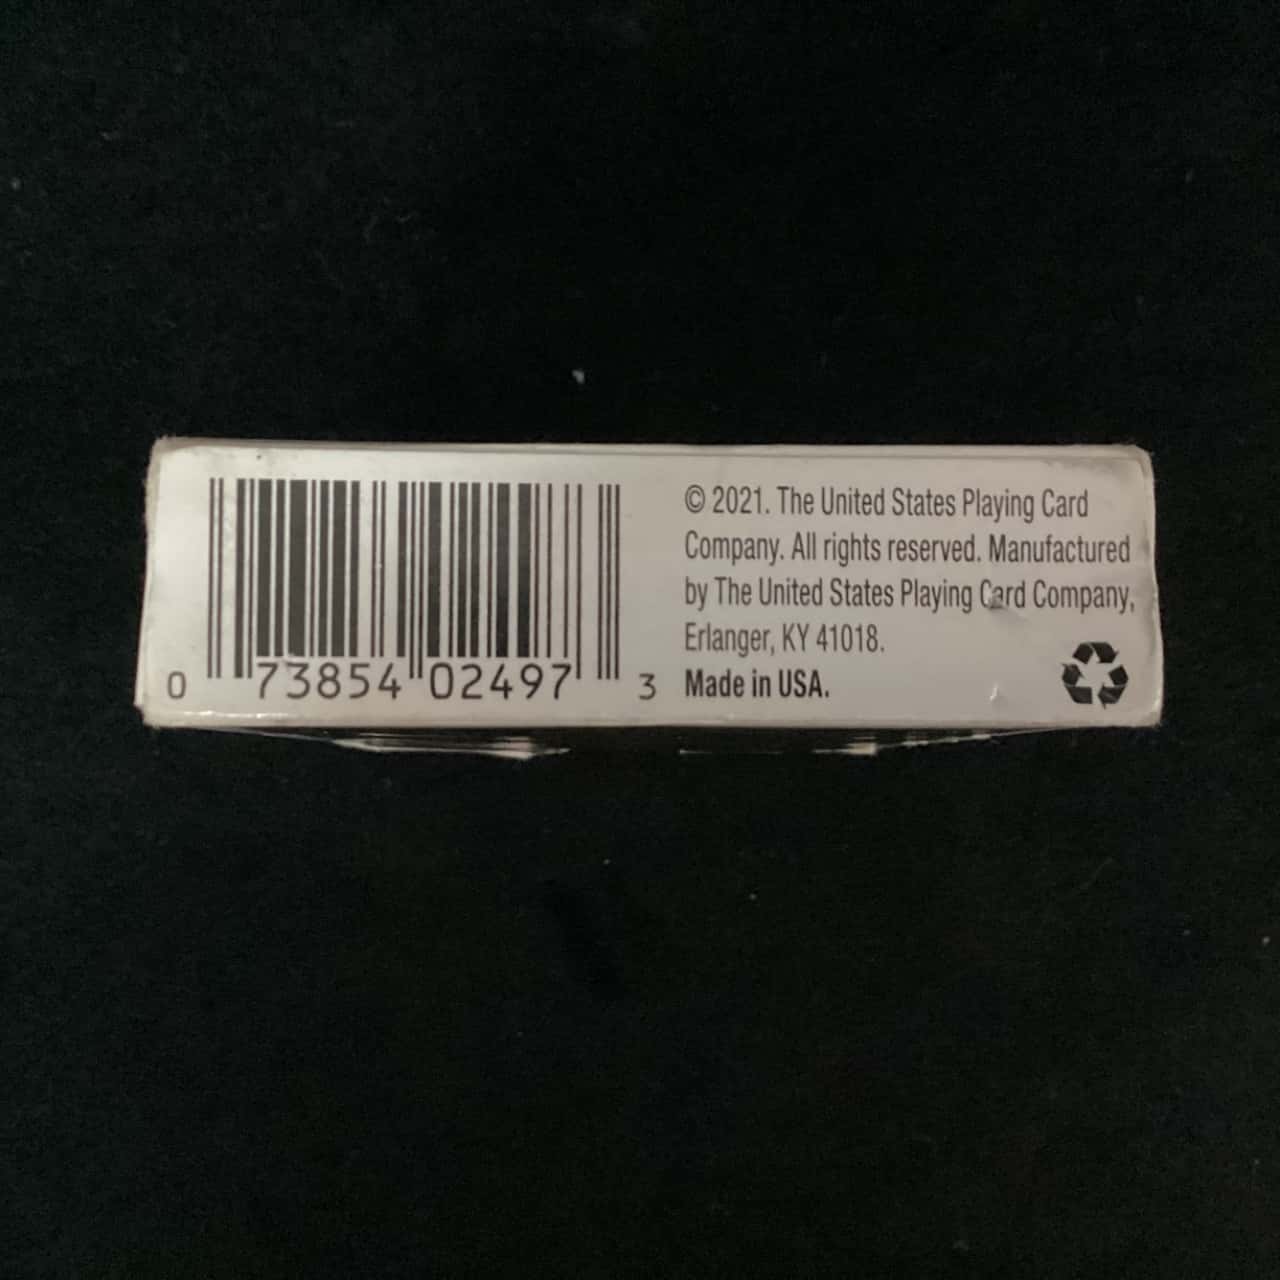 0 73854 02497 3
© 2021. The United States Playing Card
Company. All rights reserved. Manufactured
by The United States Playing Card Company,
Erlanger, KY 41018.
Made in USA.